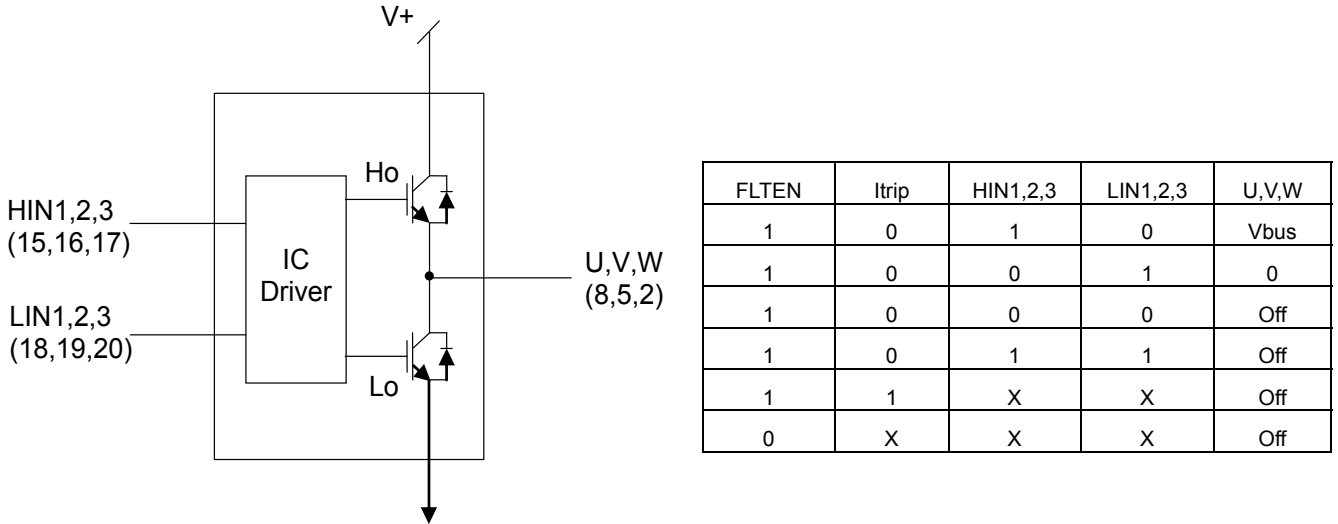 V+
Ho
HIN1,2,3
(15,16,17)
IC
Driver
U,V,W
(8,5,2)
LIN1,2,3
(18,19,20)
Lo
FLTEN Itrip HIN1,2,3 LIN1,2,3 U,V,W
1 0 1 0 Vbus
1 0 0 1 0
1 0 0 0 Off
1 0 1 1 Off
1 1 X X Off
0 X X X Off